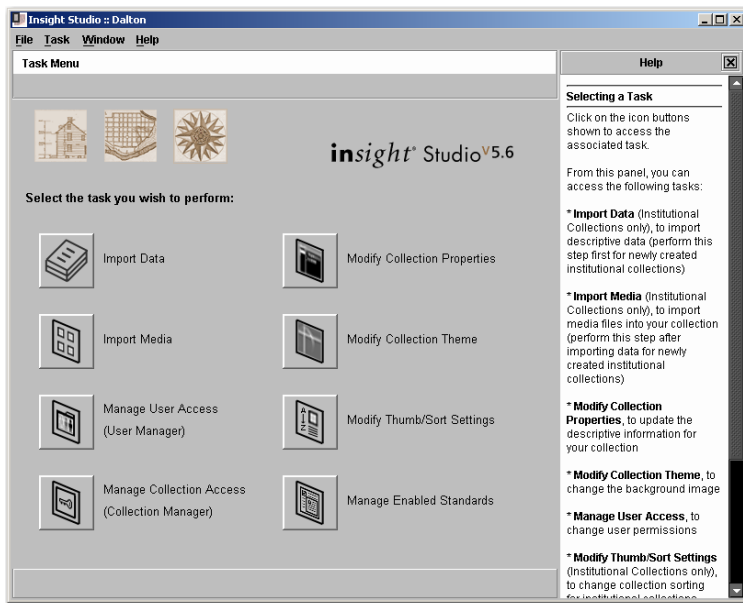 Insight Studio :: Dalton
File Task Window Help
Task Menu
insight® Studio v5.6
Select the task you wish to perform:
Import Data
Modify Collection Properties
Import Media
Modify Collection Theme
Manage User Access
(User Manager)
Modify Thumb/Sort Settings
Manage Collection Access
(Collection Manager)
Manage Enabled Standards
Help
Selecting a Task
Click on the icon buttons
shown to access the
associated task.
From this panel, you can
access the following tasks:
* Import Data (Institutional
Collections only), to import
descriptive data (perform this
step first for newly created
institutional collections)
* Import Media (Institutional
Collections only), to import
media files into your collection
(perform this step after
importing data for newly
created institutional
collections)
* Modify Collection
Properties, to update the
descriptive information for
your collection
* Modify Collection Theme, to
change the background image
* Manage User Access, to
change user permissions
* Modify Thumb/Sort Settings
(Institutional Collections only),
to change collection sorting
for institutional collections